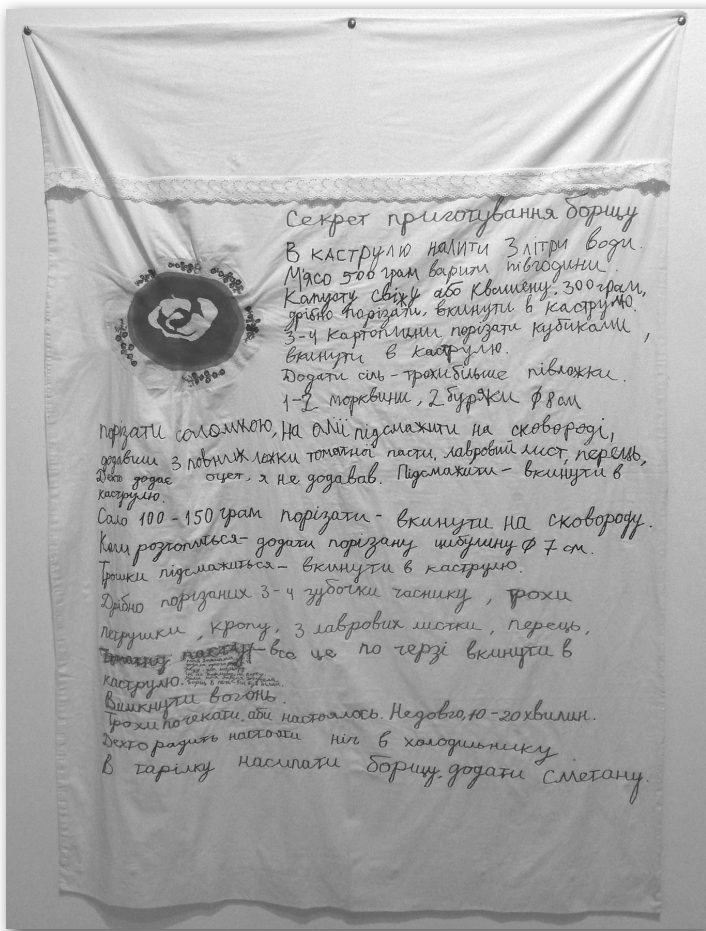 Секрет приготування борщу
В каструлю налити 3 літри води.
М'ясо 500 грам варити півгодини.
Капусту свіжу або квашену, 300 грам,
дрібно порізати, вкинути в каструлю.
3-4 картоплини порізати кубиками,
вкинути в каструлю.
Додати сіль - трохи більше півложки.
1-2 морквини, 2 буряки ϕ 8 см
порізати соломкою, на олії підсмажити на сковороді,
додавши 3 повних ложки томатної пасти, лавровий лист, перець,
Дехто додає оцет, я не додавав. Підсмажити - вкинути в
каструлю.
Сало 100-150 грам порізати - вкинути на сковороду.
Коли розтопиться - додати порізану цибулину ϕ 7 см.
Трошки підсмажиться - вкинути в каструлю.
Дрібно порізаних 3-4 зубочки часнику, трохи
петрушки, кропу, 3 лаврових листки, перець,
томатну пасту - все це по черзі вкинути в
каструлю.
Вимкнути вогонь.
Трохи почекати, аби настоялось. Недовго, 10-20 хвилин.
Дехто радить настояти ніч в холодильнику
В тарілку насипати борщу, додати сметану.